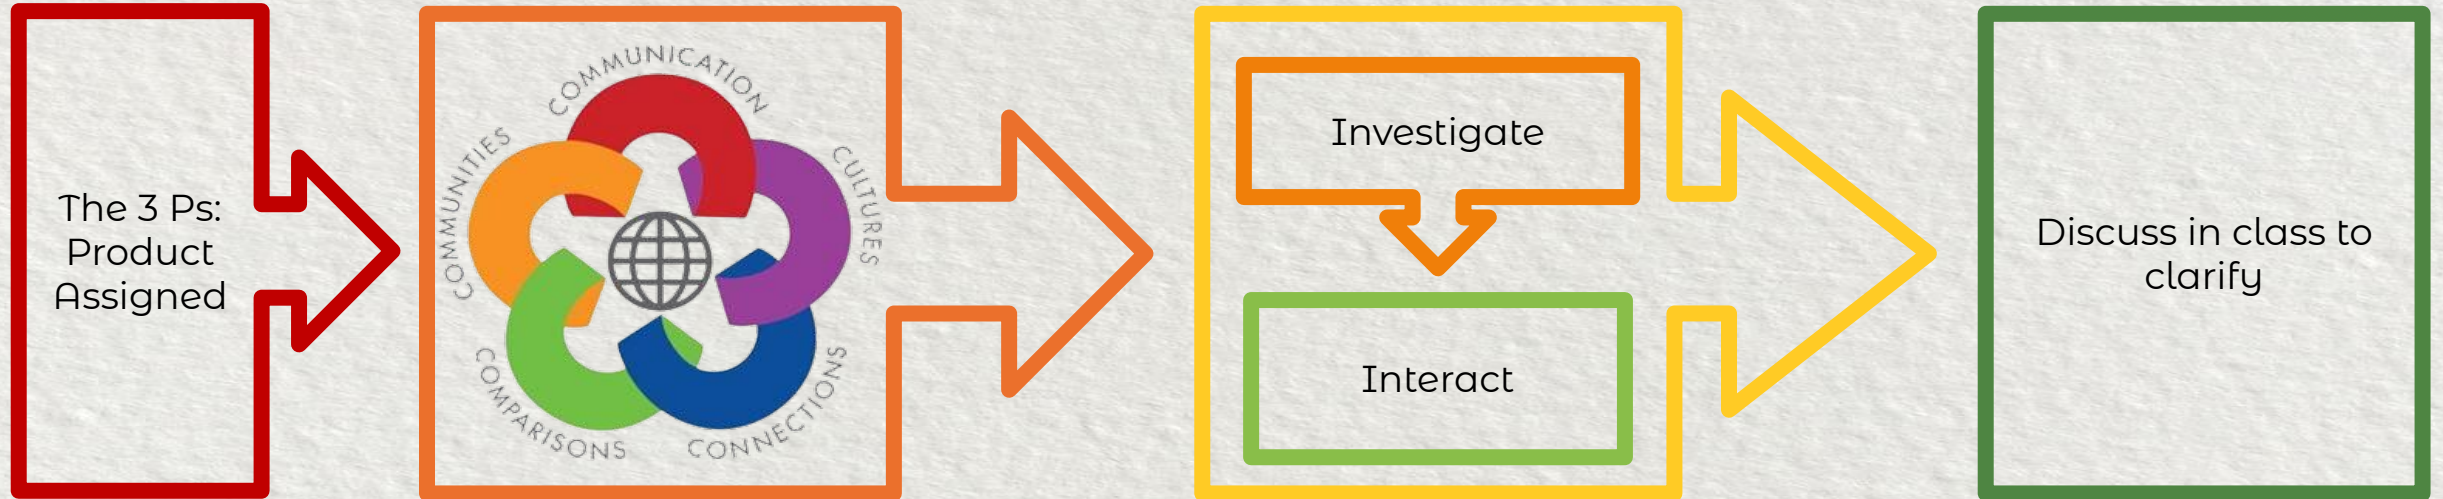 The 3 Ps:
Product
Assigned
COMMUNICATION
CULTURES
CONNECTIONS
COMPARISONS
COMMUNITIES
Investigate
Interact
Discuss in class to
clarify